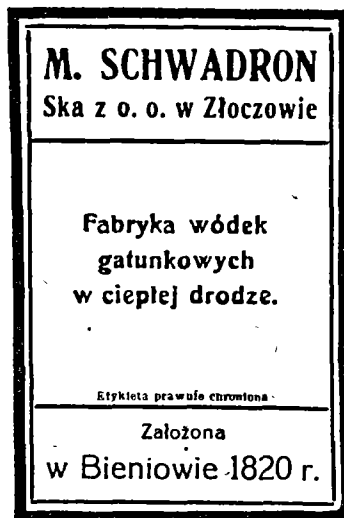 M. SCHWADRON
Ska z o. o. w Złoczowie
Fabryka wódek
gatunkowych
w ciepłej drodze.
Etykieta prawnie chroniona
Założona
w Bieniowie 1820 r.